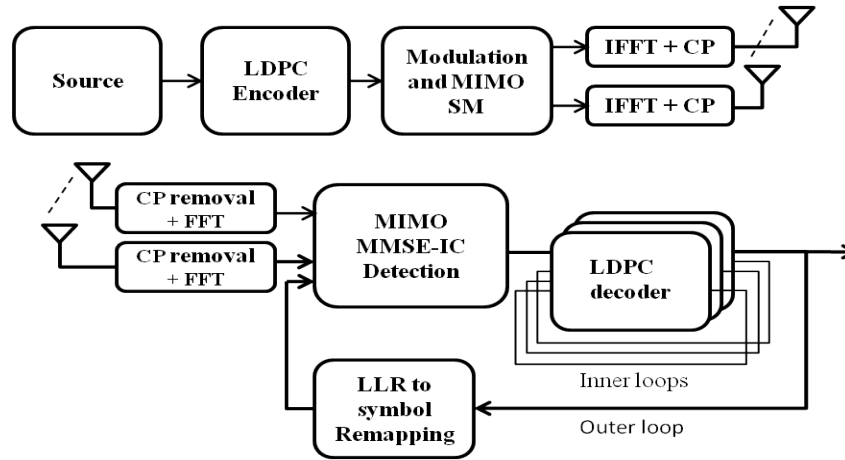 Source
LDPC
Encoder
Modulation
and MIMO
SM
IFFT + CP
IFFT + CP
CP removal
+ FFT
CP removal
+ FFT
MIMO
MMSE-IC
Detection
LDPC
decoder
Inner loops
LLR to
symbol
Remapping
Outer loop